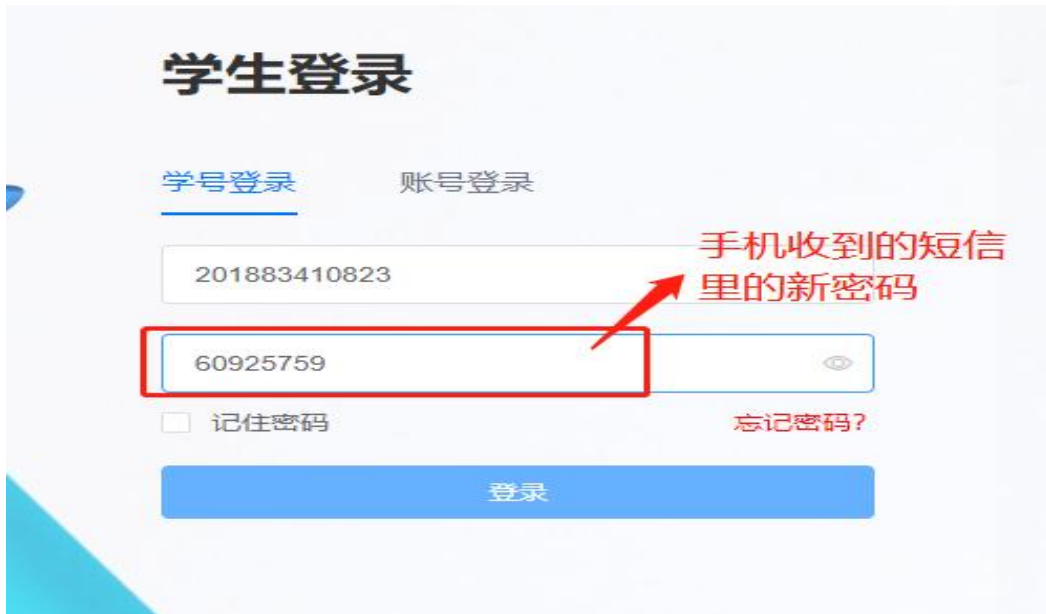 学生登录
学号登录
账号登录
手机收到的短信
里的新密码
201883410823
60925759
记住密码
忘记密码?
登录